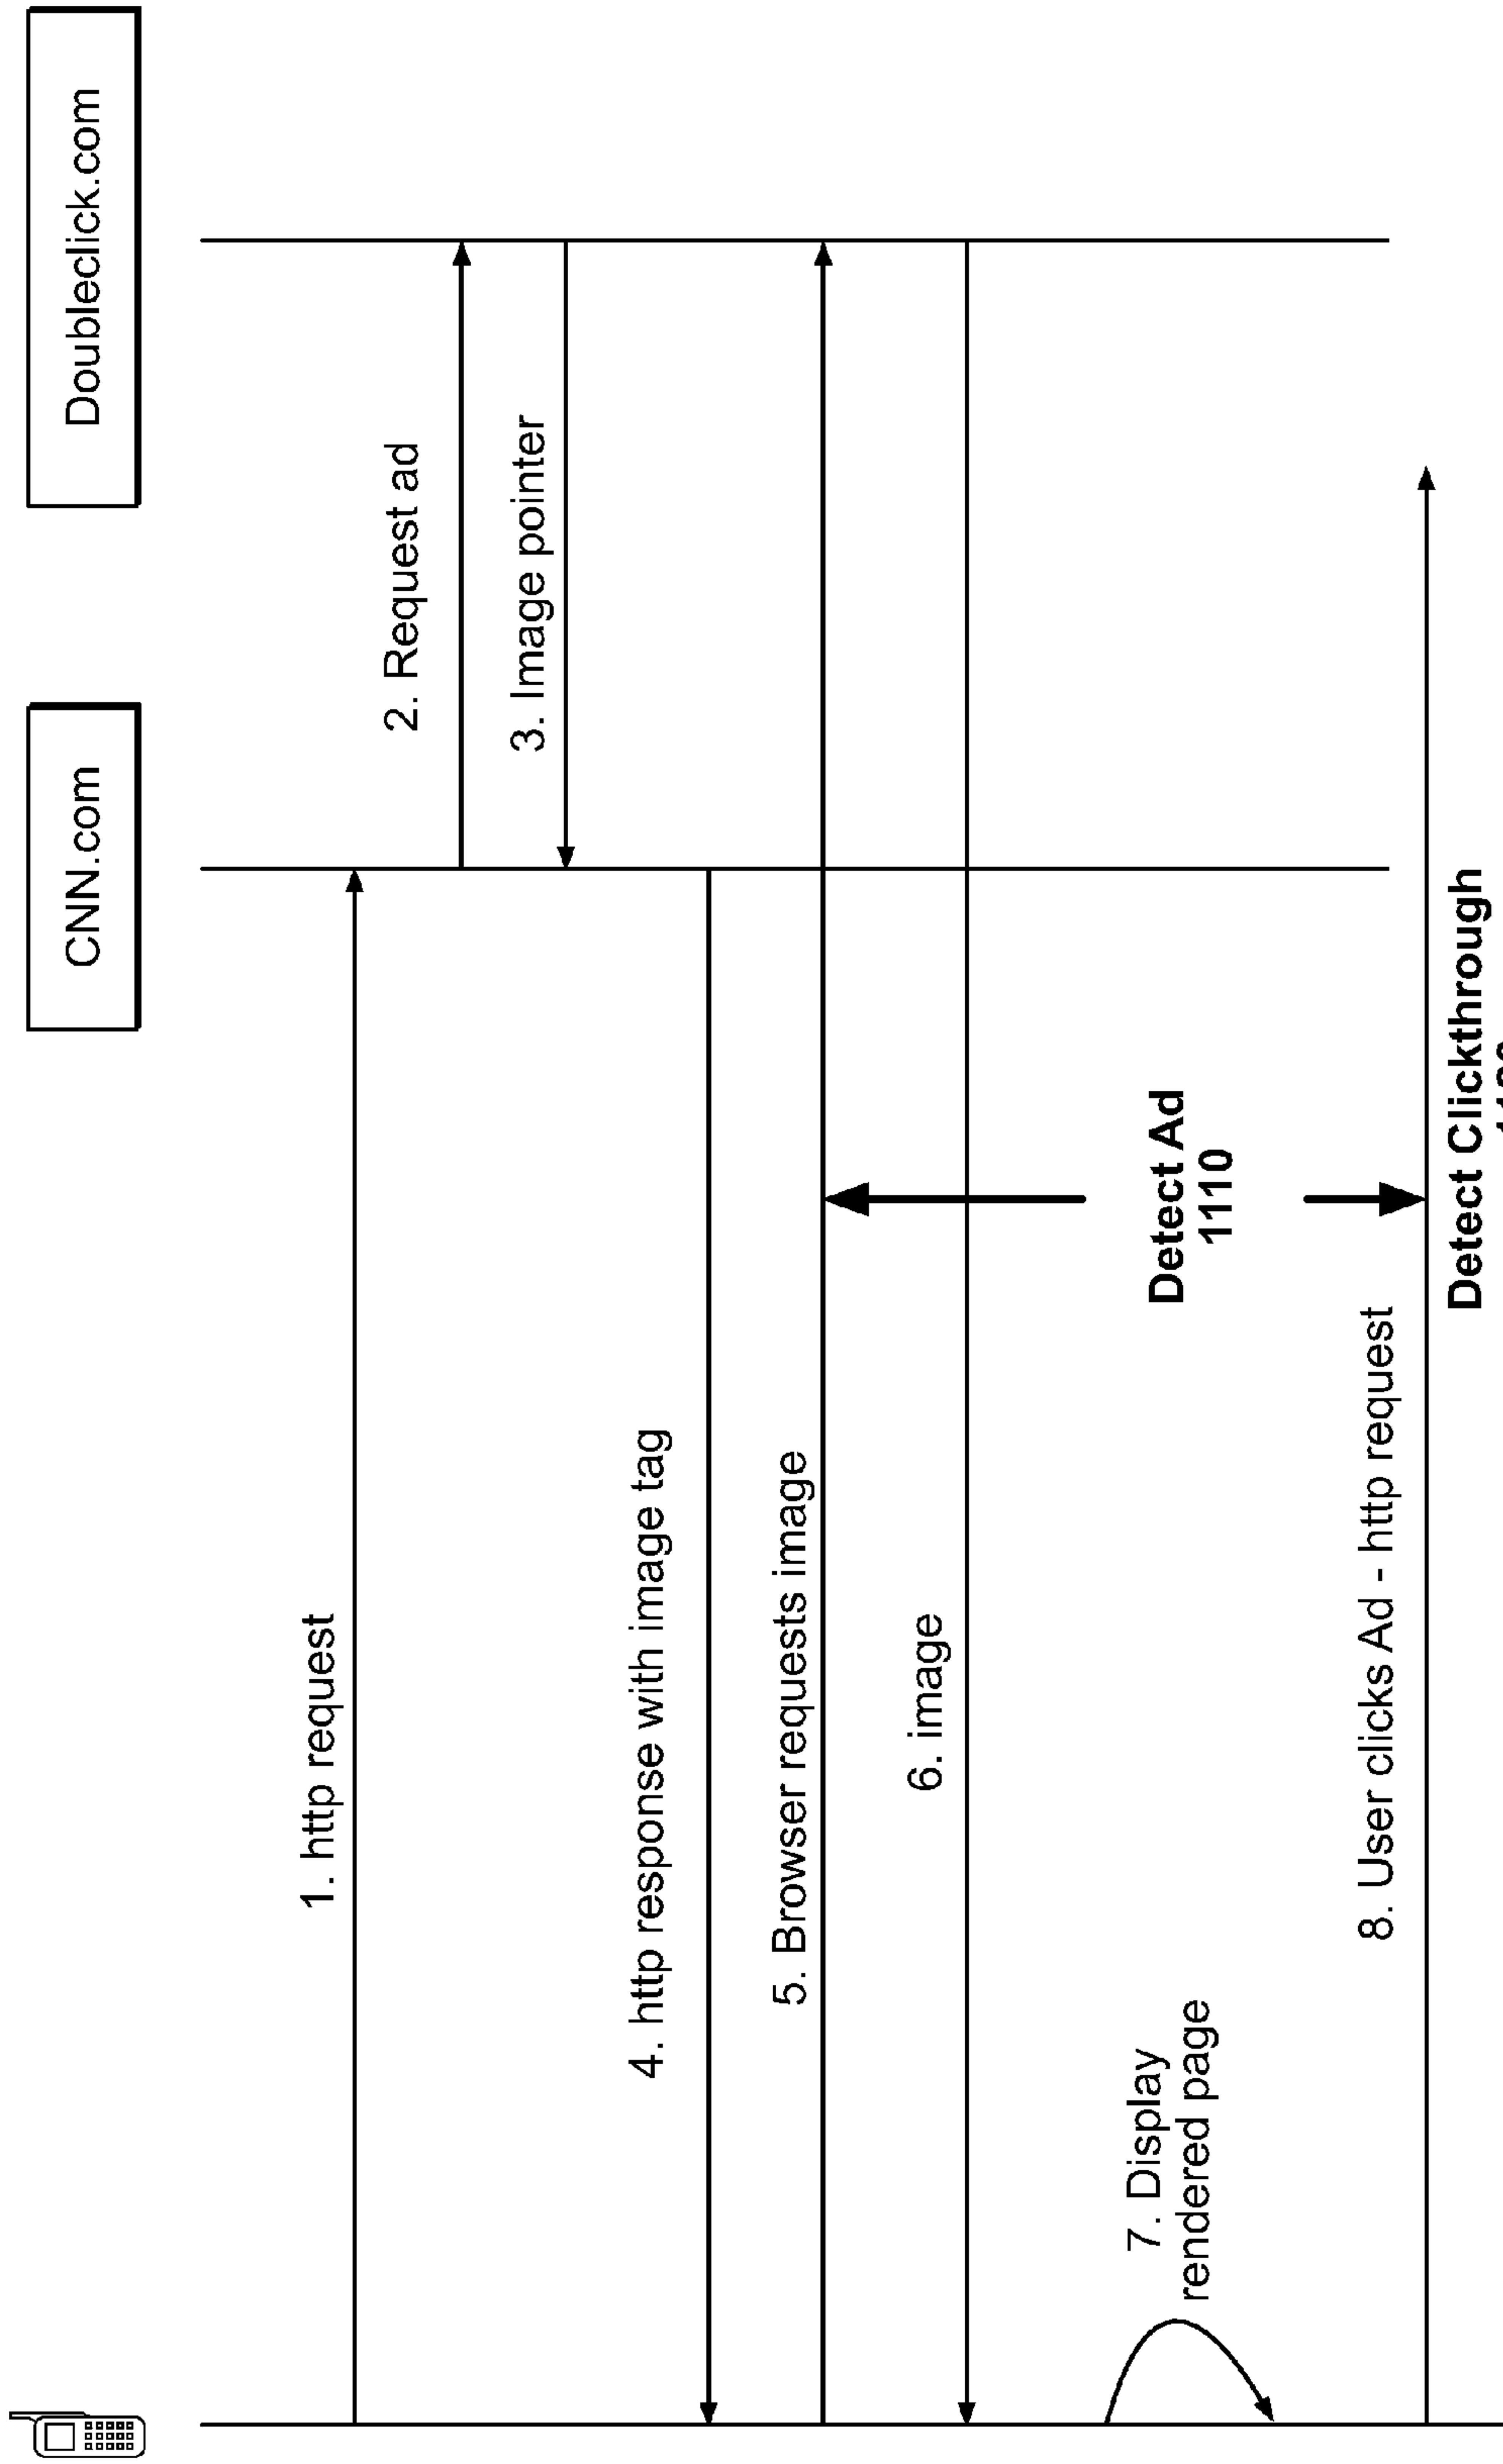 CNN.com
Doubleclick.com
1. http request
2. Request ad
3. Image pointer
4. http response with image tag
5. Browser requests image
6. image
7. Display
rendered page
Detect Ad
1110
8. User clicks Ad - http request
Detect Clickthrough